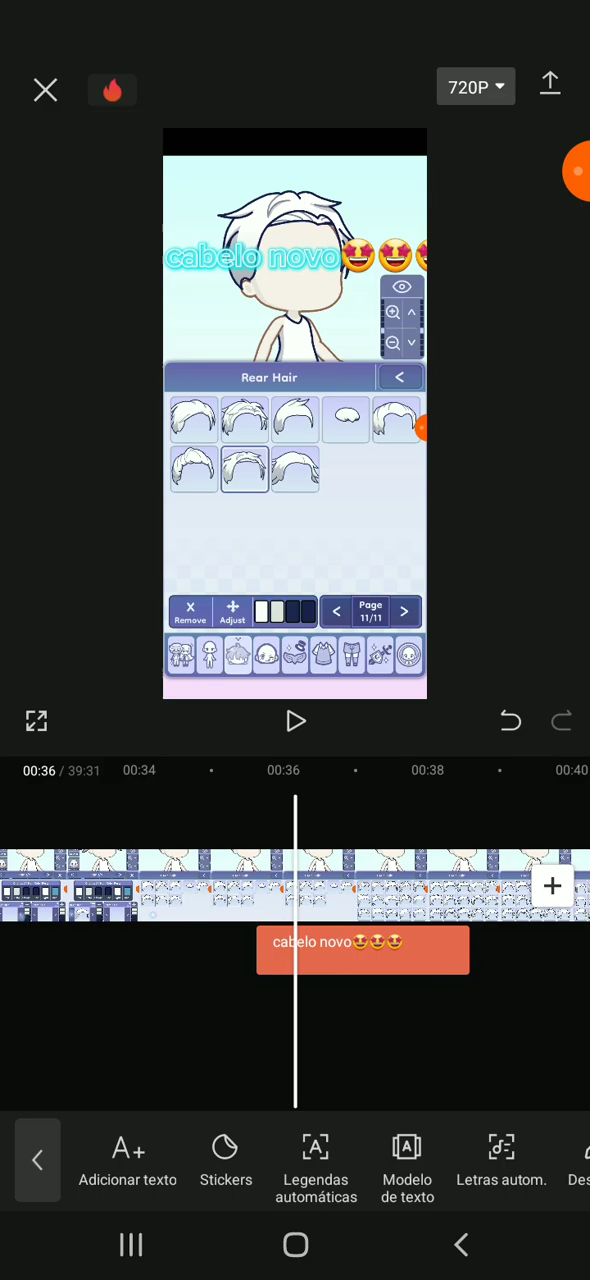 720P
cabelo novo🤩🤩🤩
Rear Hair
Remove
Adjust
Page
11/11
00:36 / 39:31
00:34
00:36
00:38
00:40
cabelo novo🤩🤩🤩
Adicionar texto
Stickers
Legendas
automáticas
Modelo
de texto
Letras autom.
Des